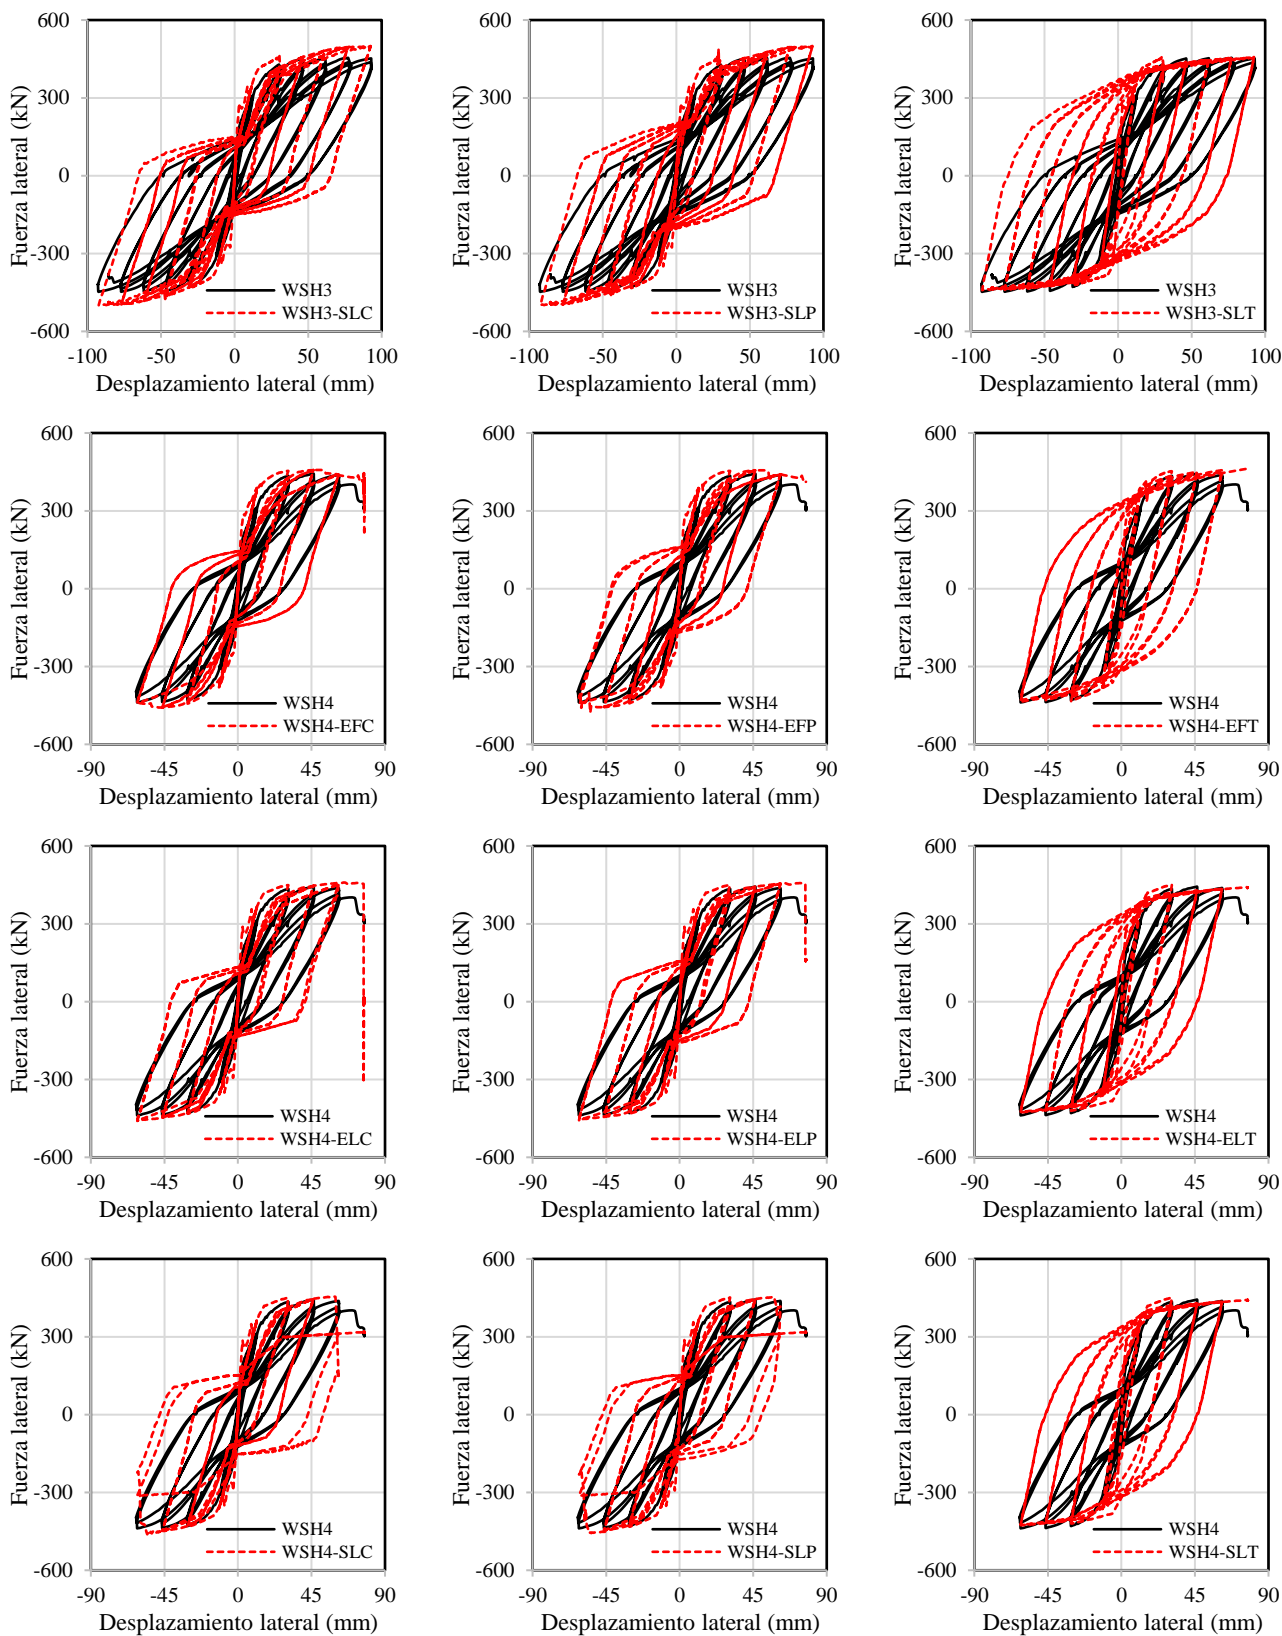 600
300
0
-300
-600
Fuerza lateral (kN)
WSH3
WSH3-SLC
-100 -50 0 50 100
Desplazamiento lateral (mm)
600
300
0
-300
-600
Fuerza lateral (kN)
WSH3
WSH3-SLP
-100 -50 0 50 100
Desplazamiento lateral (mm)
600
300
0
-300
-600
Fuerza lateral (kN)
WSH3
WSH3-SLT
-100 -50 0 50 100
Desplazamiento lateral (mm)
600
300
0
-300
-600
Fuerza lateral (kN)
WSH4
WSH4-EFC
-90 -45 0 45 90
Desplazamiento lateral (mm)
600
300
0
-300
-600
Fuerza lateral (kN)
WSH4
WSH4-EFP
-90 -45 0 45 90
Desplazamiento lateral (mm)
600
300
0
-300
-600
Fuerza lateral (kN)
WSH4
WSH4-EFT
-90 -45 0 45 90
Desplazamiento lateral (mm)
600
300
0
-300
-600
Fuerza lateral (kN)
WSH4
WSH4-ELC
-90 -45 0 45 90
Desplazamiento lateral (mm)
600
300
0
-300
-600
Fuerza lateral (kN)
WSH4
WSH4-ELP
-90 -45 0 45 90
Desplazamiento lateral (mm)
600
300
0
-300
-600
Fuerza lateral (kN)
WSH4
WSH4-ELT
-90 -45 0 45 90
Desplazamiento lateral (mm)
600
300
0
-300
-600
Fuerza lateral (kN)
WSH4
WSH4-SLC
-90 -45 0 45 90
Desplazamiento lateral (mm)
600
300
0
-300
-600
Fuerza lateral (kN)
WSH4
WSH4-SLP
-90 -45 0 45 90
Desplazamiento lateral (mm)
600
300
0
-300
-600
Fuerza lateral (kN)
WSH4
WSH4-SLT
-90 -45 0 45 90
Desplazamiento lateral (mm)